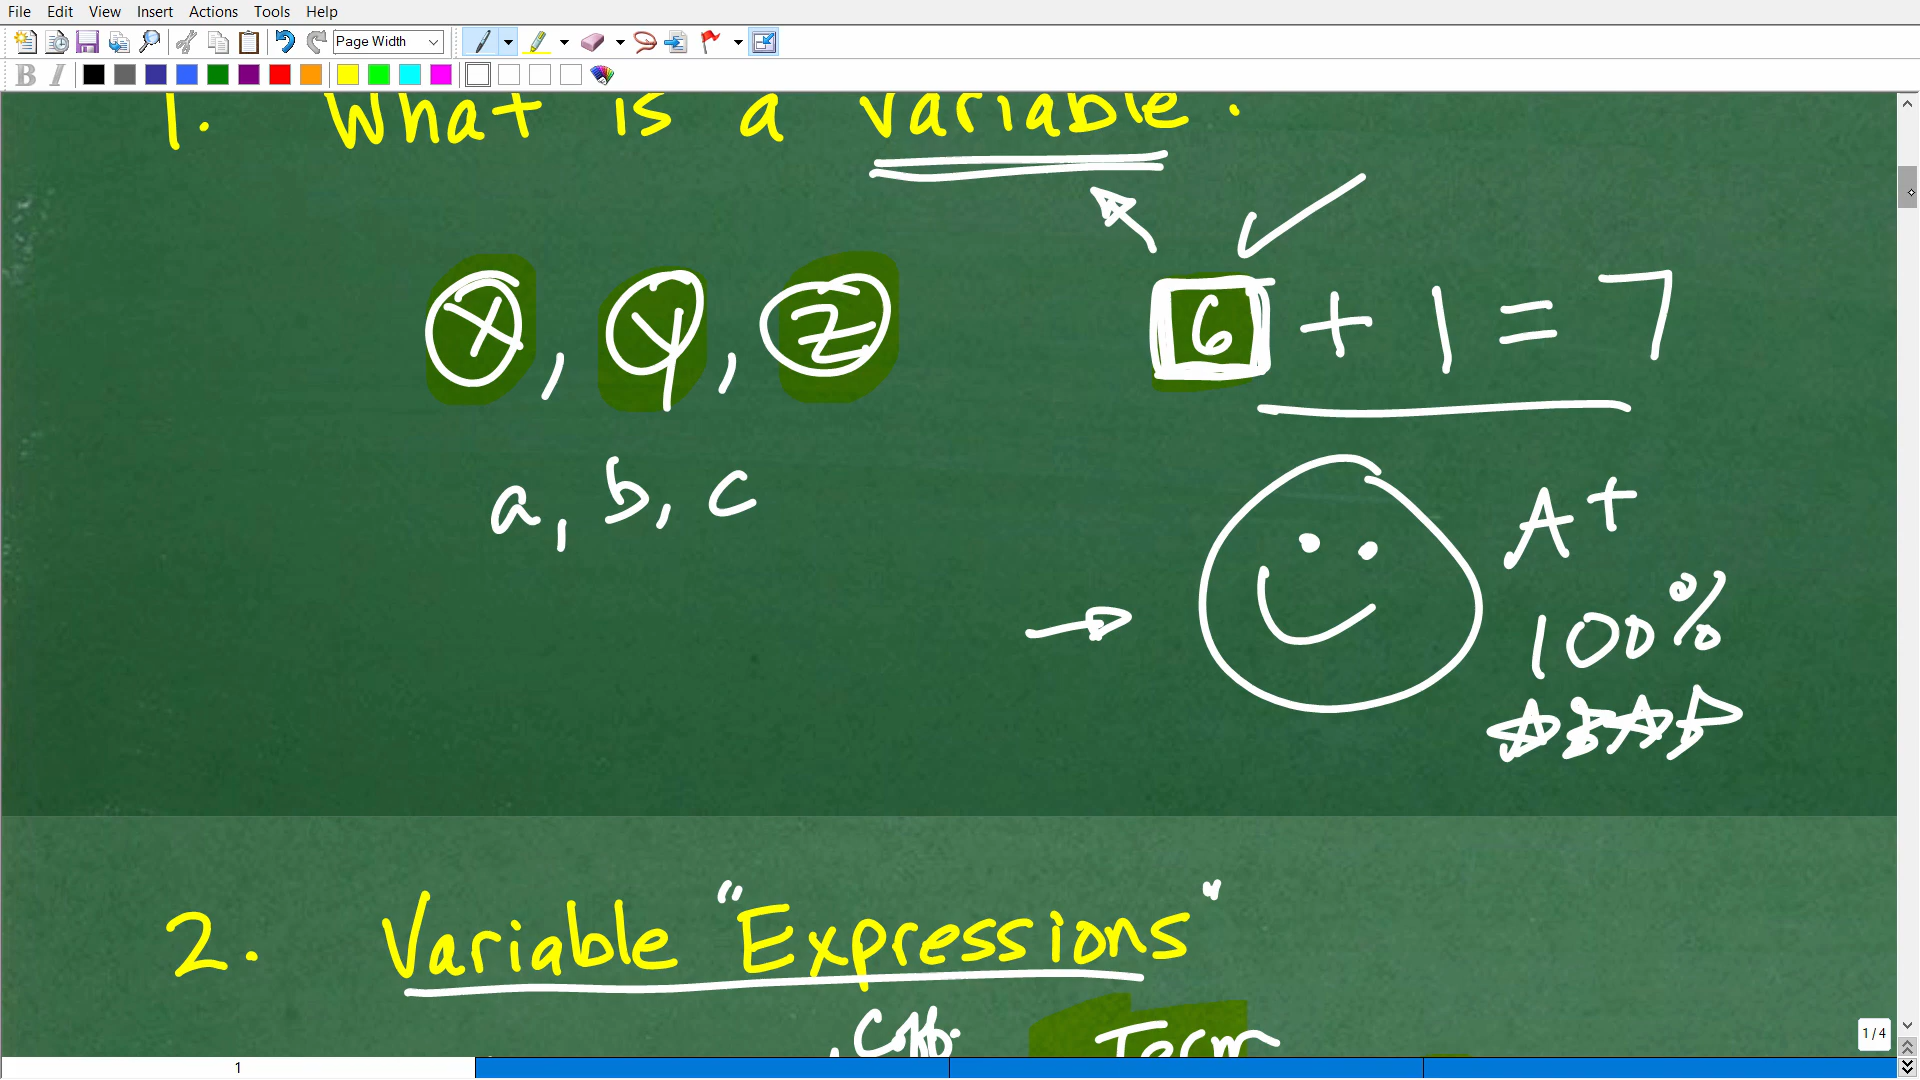 File Edit View Insert Actions Tools Help
Page Width
B I
1. What is a variable.
x, y, z
6 + 1 = 7
a, b, c
A+
100%
2. Variable "Expressions"
Term
1 / 4
1